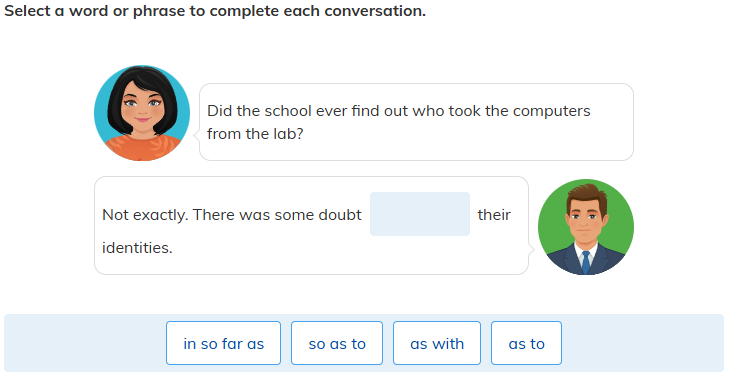 Select a word or phrase to complete each conversation.
Did the school ever find out who took the computers
from the lab?
Not exactly. There was some doubt their
identities.
in so far as so as to as with as to